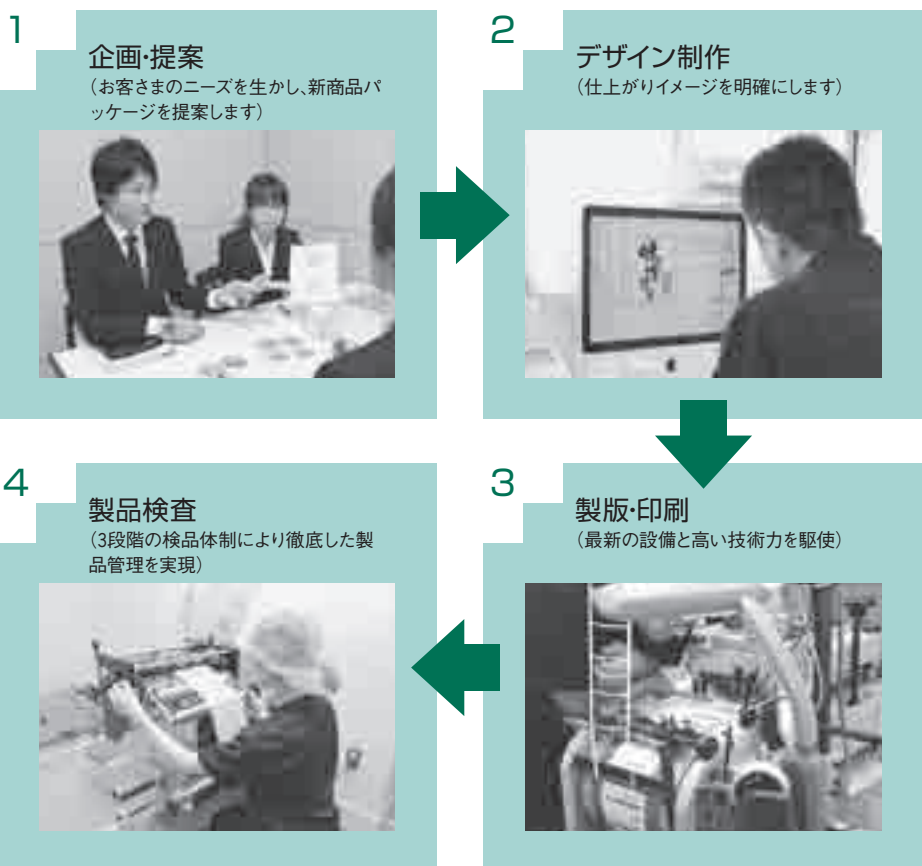 1
企画・提案
（お客さまのニーズを生かし、新商品パ
ッケージを提案します）
2
デザイン制作
（仕上がりイメージを明確にします）
3
製版・印刷
（最新の設備と高い技術力を駆使）
4
製品検査
（3段階の検品体制により徹底した製
品管理を実現）